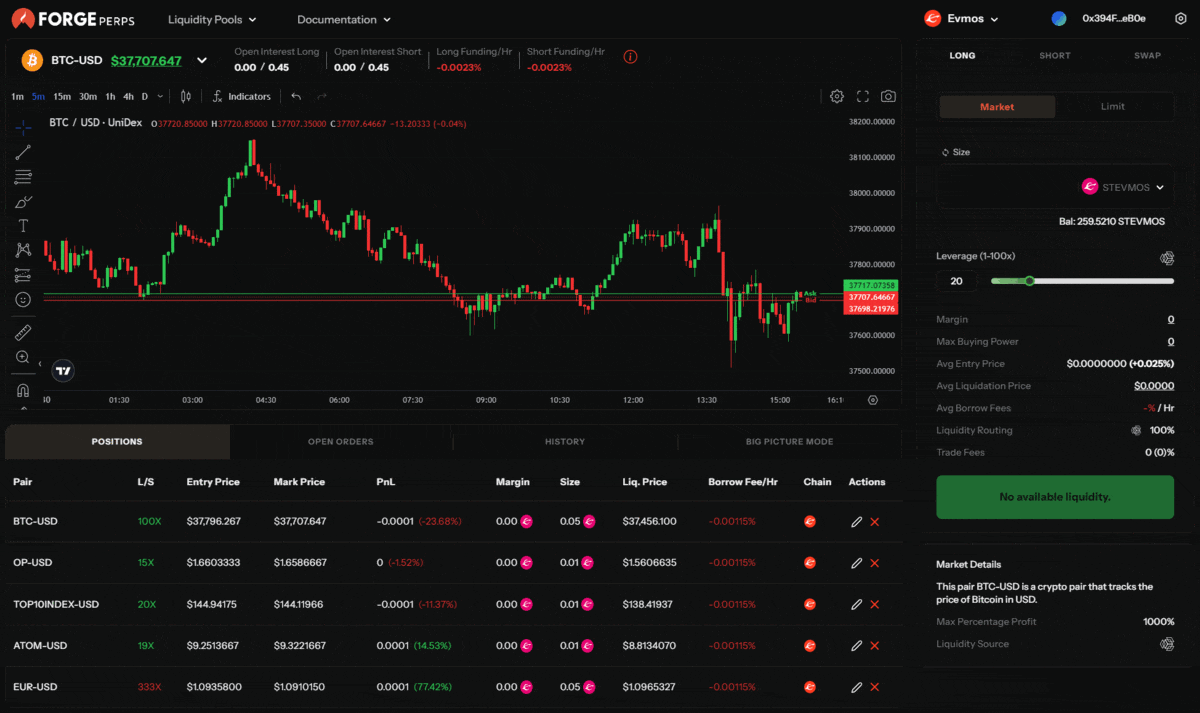 FORGE PERPS Liquidity Pools Documentation Evmos 0x394F...eB0e
BTC-USD $37,707.647
Open Interest Long Open Interest Short Long Funding/Hr Short Funding/Hr
0.00 / 0.45 0.00 / 0.45 -0.0023% -0.0023%
LONG SHORT SWAP
1m 5m 15m 30m 1h 4h D Indicators
BTC / USD · UniDex O37720.85000 H37720.85000 L37707.35000 C37707.64667 -13.20333 (-0.04%)
38200.00000
38100.00000
38000.00000
37900.00000
37800.00000
37717.07358
Ask
37707.64667
Bid
37698.21976
37600.00000
37500.00000
01:30 03:00 04:30 06:00 07:30 09:00 10:30 12:00 13:30 15:00
Market Limit
Size
STEVMOS
Bal: 259.5210 STEVMOS
Leverage (1-100x)
20
Margin 0
Max Buying Power 0
Avg Entry Price $0.0000000 (+0.025%)
Avg Liquidation Price $0.0000
Avg Borrow Fees -% / Hr
Liquidity Routing 100%
Trade Fees 0 (0)%
No available liquidity.
Market Details
This pair BTC-USD is a crypto pair that tracks the
price of Bitcoin in USD.
Max Percentage Profit 1000%
Liquidity Source
POSITIONS OPEN ORDERS HISTORY BIG PICTURE MODE
Pair L/S Entry Price Mark Price PnL Margin Size Liq. Price Borrow Fee/Hr Chain Actions
BTC-USD 100X $37,796.267 $37,707.647 -0.0001 (-23.68%) 0.00 0.05 $37,456.100 -0.00115%
OP-USD 15X $1.6603333 $1.6586667 0 (-1.52%) 0.00 0.01 $1.5606635 -0.00115%
TOP10INDEX-USD 20X $144.94175 $144.11966 -0.0001 (-11.37%) 0.00 0.01 $138.41937 -0.00115%
ATOM-USD 19X $9.2513667 $9.3221667 0.0001 (14.53%) 0.00 0.01 $8.8134070 -0.00115%
EUR-USD 333X $1.0935800 $1.0910150 0.0001 (77.42%) 0.00 0.05 $1.0965327 -0.00115%